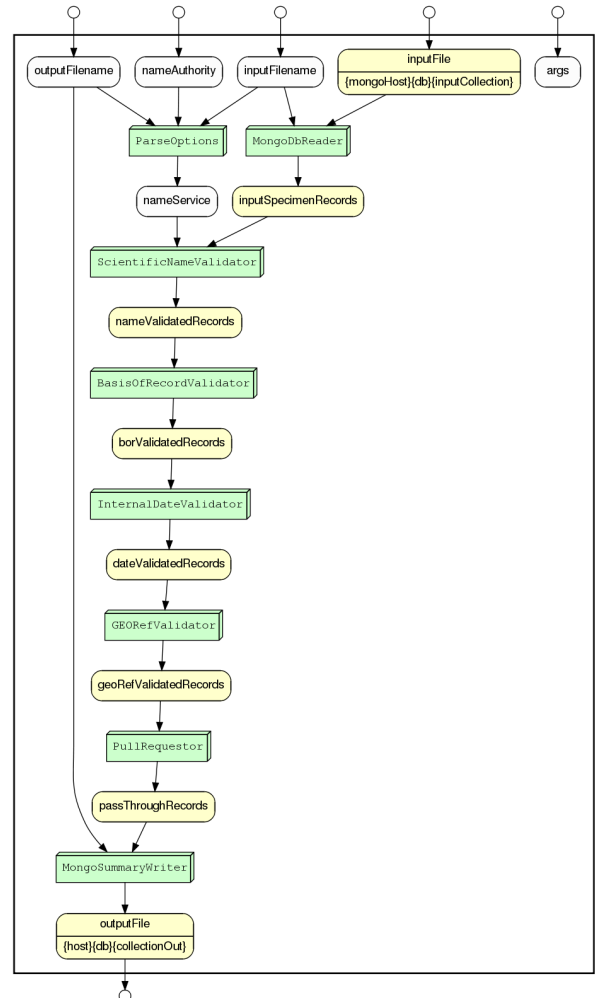 outputFilename
nameAuthority
inputFilename
inputFile
{mongoHost}{db}{inputCollection}
args
ParseOptions
MongoDbReader
nameService
inputSpecimenRecords
ScientificNameValidator
nameValidatedRecords
BasisOfRecordValidator
borValidatedRecords
InternalDateValidator
dateValidatedRecords
GEORefValidator
geoRefValidatedRecords
PullRequestor
passThroughRecords
MongoSummaryWriter
outputFile
{host}{db}{collectionOut}